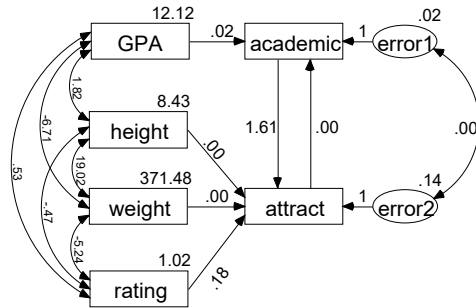 12.12 .02
GPA .02 academic 1 error1
1.82
8.43
-6.71 height .00 1.61 .00 .00
.53 19.02 371.48 .14
-.47 weight .00 attract 1 error2
-5.24 1.02
rating .18